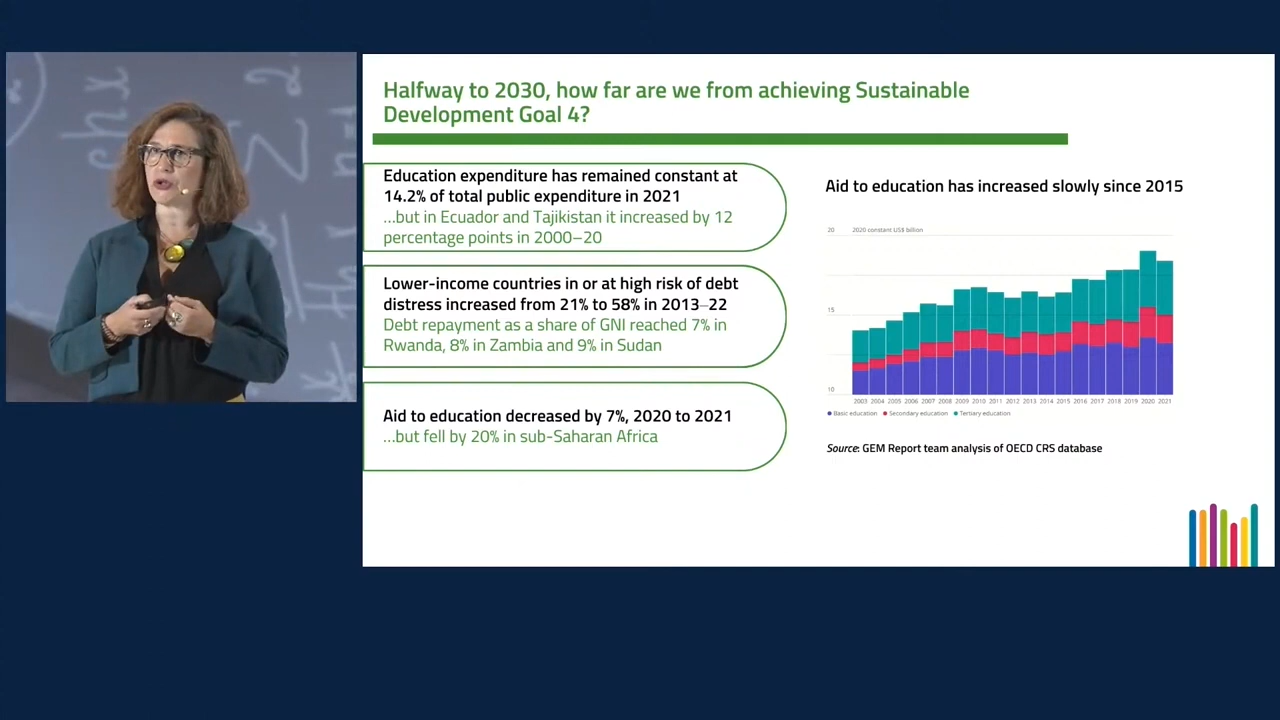 Halfway to 2030, how far are we from achieving Sustainable
Development Goal 4?
Education expenditure has remained constant at
14.2% of total public expenditure in 2021
...but in Ecuador and Tajikistan it increased by 12
percentage points in 2000–20
Lower-income countries in or at high risk of debt
distress increased from 21% to 58% in 2013–22
Debt repayment as a share of GNI reached 7% in
Rwanda, 8% in Zambia and 9% in Sudan
Aid to education decreased by 7%, 2020 to 2021
...but fell by 20% in sub-Saharan Africa
Aid to education has increased slowly since 2015
20 2020 constant US$ billion
15
10
2003 2004 2005 2006 2007 2008 2009 2010 2011 2012 2013 2014 2015 2016 2017 2018 2019 2020 2021
Basic education Secondary education Tertiary education
Source: GEM Report team analysis of OECD CRS database